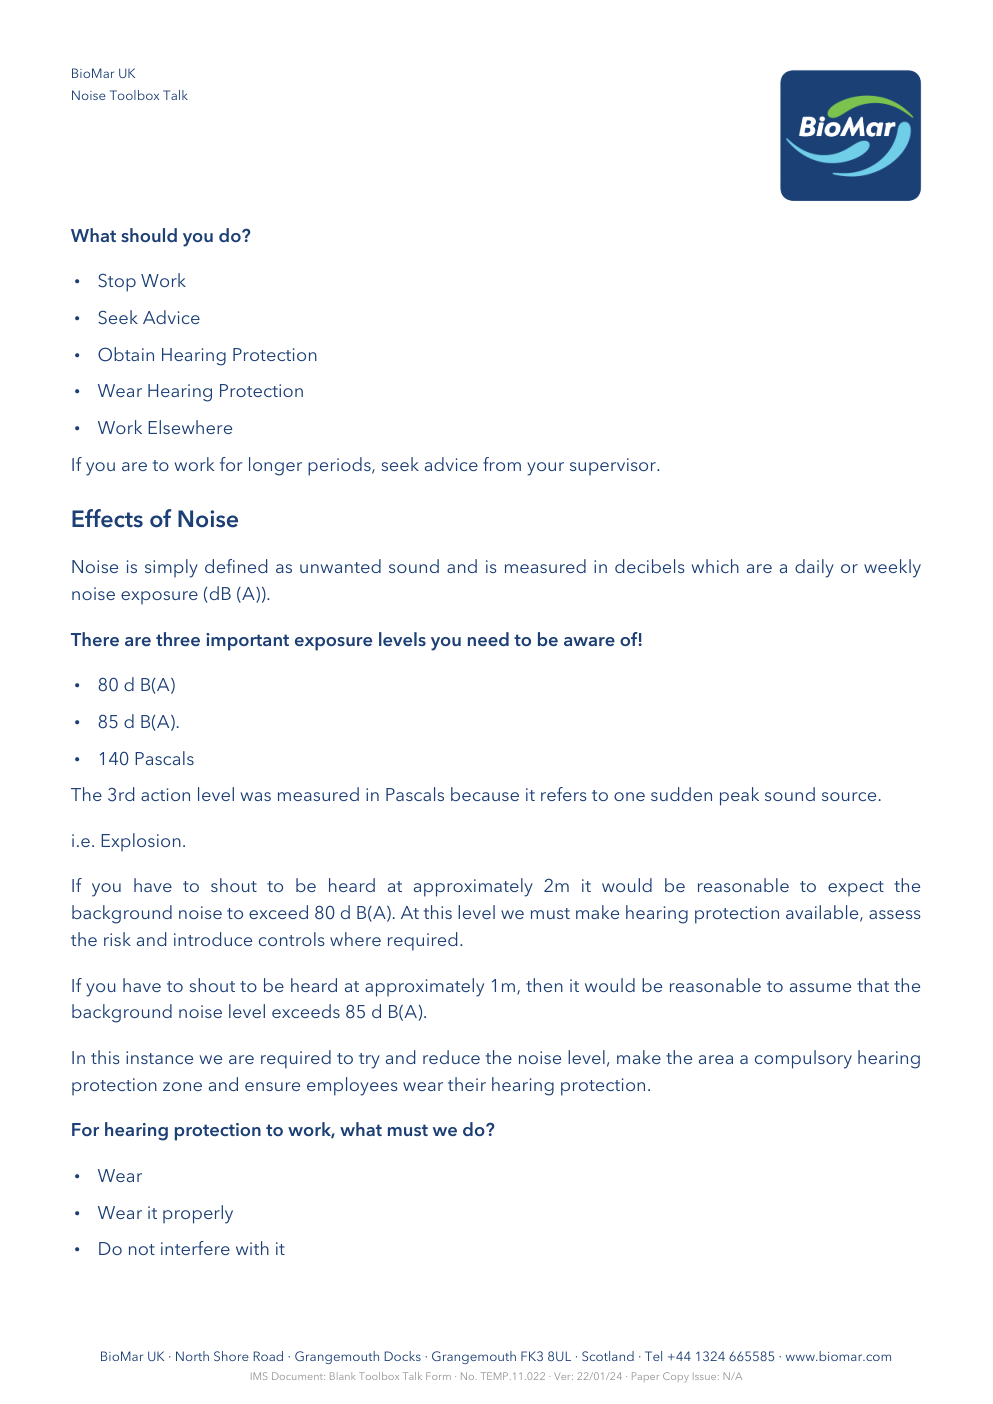 BioMar UK
Noise Toolbox Talk
BioMar
What should you do?
• Stop Work
• Seek Advice
• Obtain Hearing Protection
• Wear Hearing Protection
• Work Elsewhere
If you are to work for longer periods, seek advice from your supervisor.
Effects of Noise
Noise is simply defined as unwanted sound and is measured in decibels which are a daily or weekly
noise exposure (dB (A)).
There are three important exposure levels you need to be aware of!
• 80 d B(A)
• 85 d B(A).
• 140 Pascals
The 3rd action level was measured in Pascals because it refers to one sudden peak sound source.
i.e. Explosion.
If you have to shout to be heard at approximately 2m it would be reasonable to expect the
background noise to exceed 80 d B(A). At this level we must make hearing protection available, assess
the risk and introduce controls where required.
If you have to shout to be heard at approximately 1m, then it would be reasonable to assume that the
background noise level exceeds 85 d B(A).
In this instance we are required to try and reduce the noise level, make the area a compulsory hearing
protection zone and ensure employees wear their hearing protection.
For hearing protection to work, what must we do?
• Wear
• Wear it properly
• Do not interfere with it
BioMar UK · North Shore Road · Grangemouth Docks · Grangemouth FK3 8UL · Scotland · Tel +44 1324 665585 · www.biomar.com
IMS Document: Blank Toolbox Talk Form · No. TEMP.11.022 · Ver: 22/01/24 · Paper Copy Issue: N/A